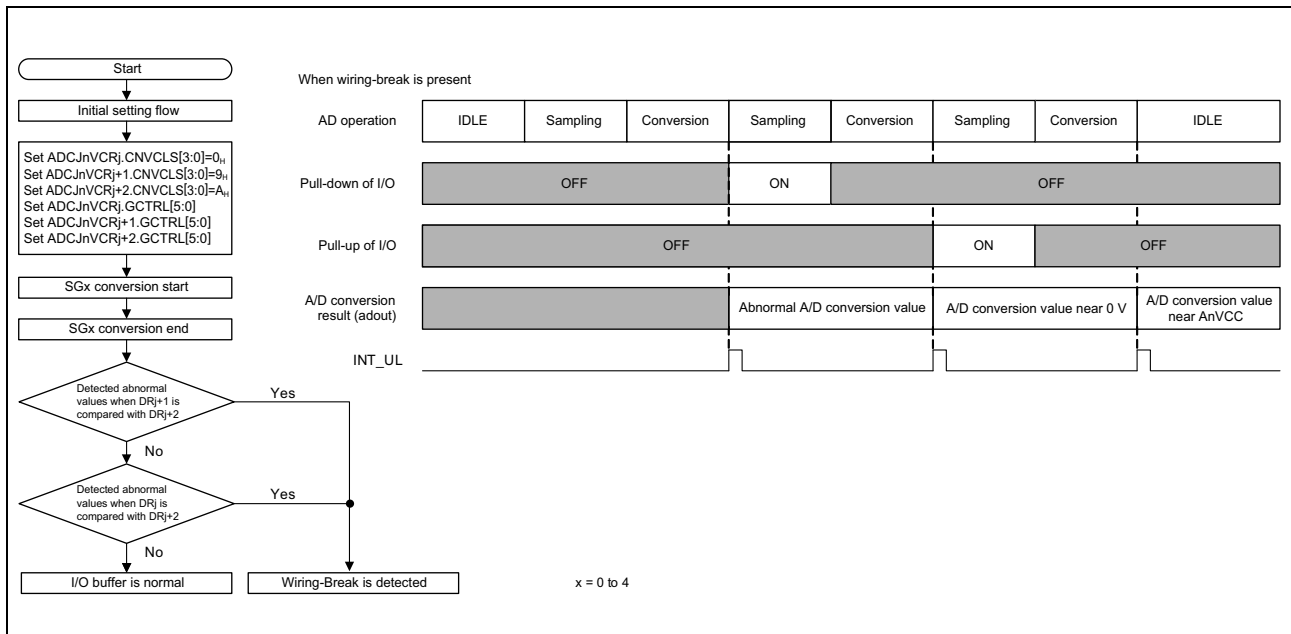 Start
Initial setting flow
Set ADCJnVCRj.CNVCLS[3:0]=0H
Set ADCJnVCRj+1.CNVCLS[3:0]=9H
Set ADCJnVCRj+2.CNVCLS[3:0]=AH
Set ADCJnVCRj.GCTRL[5:0]
Set ADCJnVCRj+1.GCTRL[5:0]
Set ADCJnVCRj+2.GCTRL[5:0]
SGx conversion start
SGx conversion end
Detected abnormal
values when DRj+1 is
compared with DRj+2
Yes
No
Detected abnormal
values when DRj is
compared with DRj+2
Yes
No
I/O buffer is normal
Wiring-Break is detected
x = 0 to 4
When wiring-break is present
AD operation
IDLE
Sampling
Conversion
Sampling
Conversion
Sampling
Conversion
IDLE
Pull-down of I/O
OFF
ON
OFF
Pull-up of I/O
OFF
ON
OFF
A/D conversion
result (adout)
Abnormal A/D conversion value
A/D conversion value near 0 V
A/D conversion value
near AnVCC
INT_UL